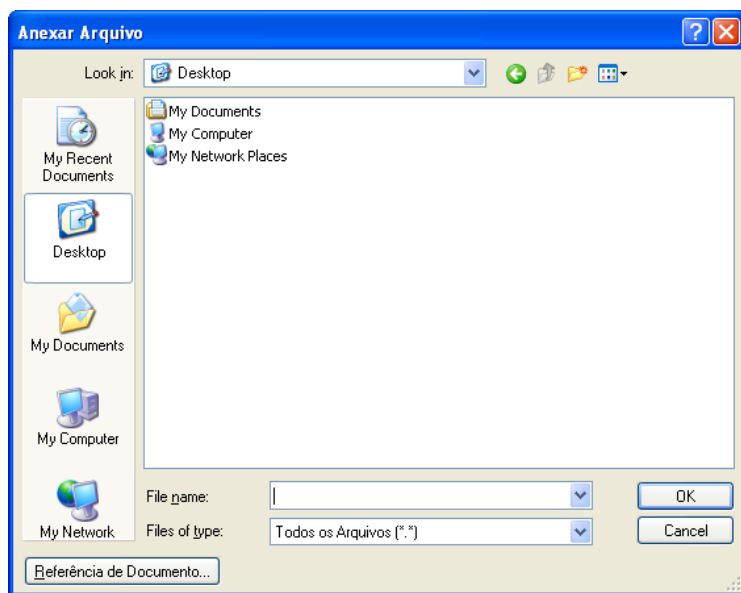 Anexar Arquivo
Look in:
Desktop
My Documents
My Computer
My Network Places
My Recent
Documents
Desktop
My Documents
My Computer
My Network
File name:
OK
Files of type:
Todos os Arquivos (*.*)
Cancel
Referência de Documento...